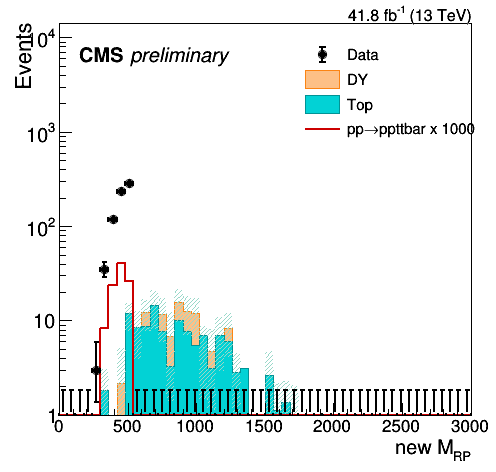 41.8 fb⁻¹ (13 TeV)
Events
CMS preliminary
Data
DY
Top
pp→ppttbar x 1000
10⁴
10³
10²
10
1
0 500 1000 1500 2000 2500 3000
new M_RP